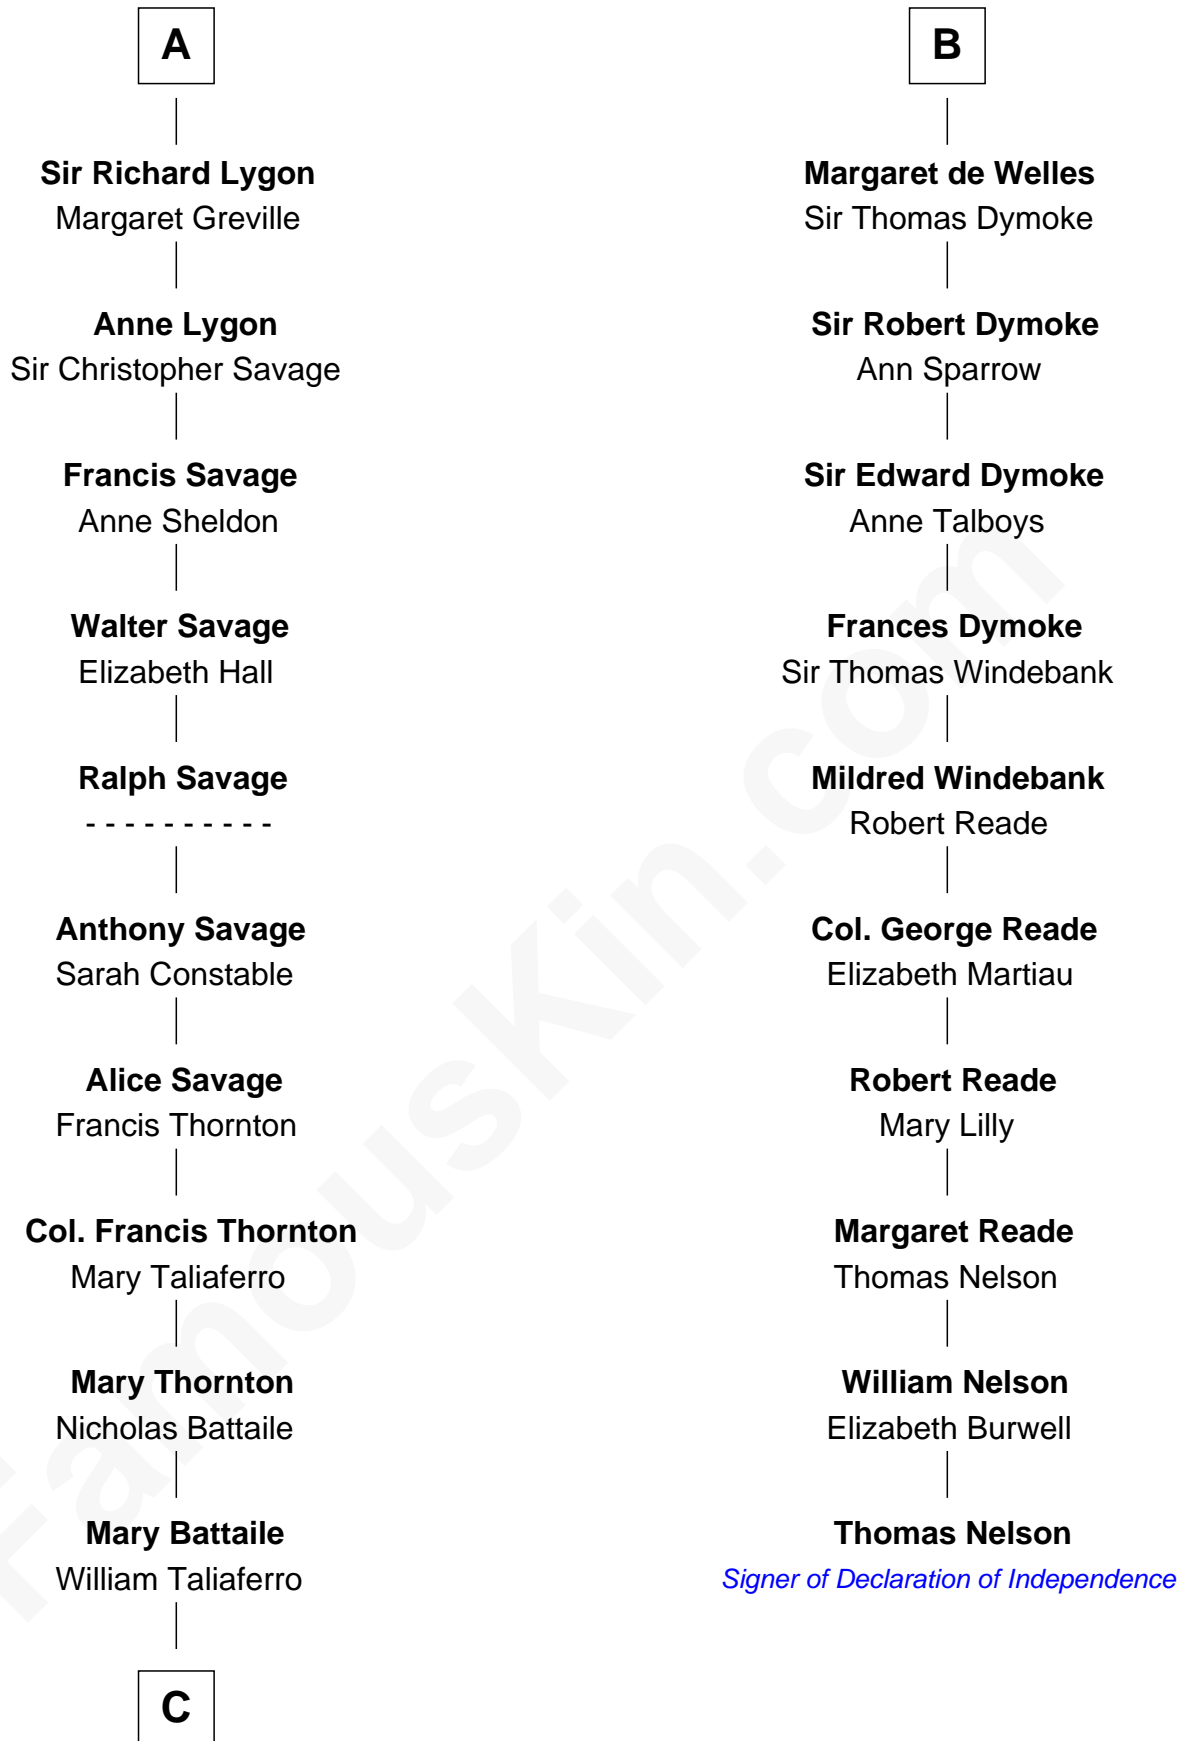 A
Sir Richard Lygon
Margaret Greville
Anne Lygon
Sir Christopher Savage
Francis Savage
Anne Sheldon
Walter Savage
Elizabeth Hall
Ralph Savage
- - - - - - - - - -
Anthony Savage
Sarah Constable
Alice Savage
Francis Thornton
Col. Francis Thornton
Mary Taliaferro
Mary Thornton
Nicholas Battaile
Mary Battaile
William Taliaferro
C
B
Margaret de Welles
Sir Thomas Dymoke
Sir Robert Dymoke
Ann Sparrow
Sir Edward Dymoke
Anne Talboys
Frances Dymoke
Sir Thomas Windebank
Mildred Windebank
Robert Reade
Col. George Reade
Elizabeth Martiau
Robert Reade
Mary Lilly
Margaret Reade
Thomas Nelson
William Nelson
Elizabeth Burwell
Thomas Nelson
Signer of Declaration of Independence
FamousKin.com